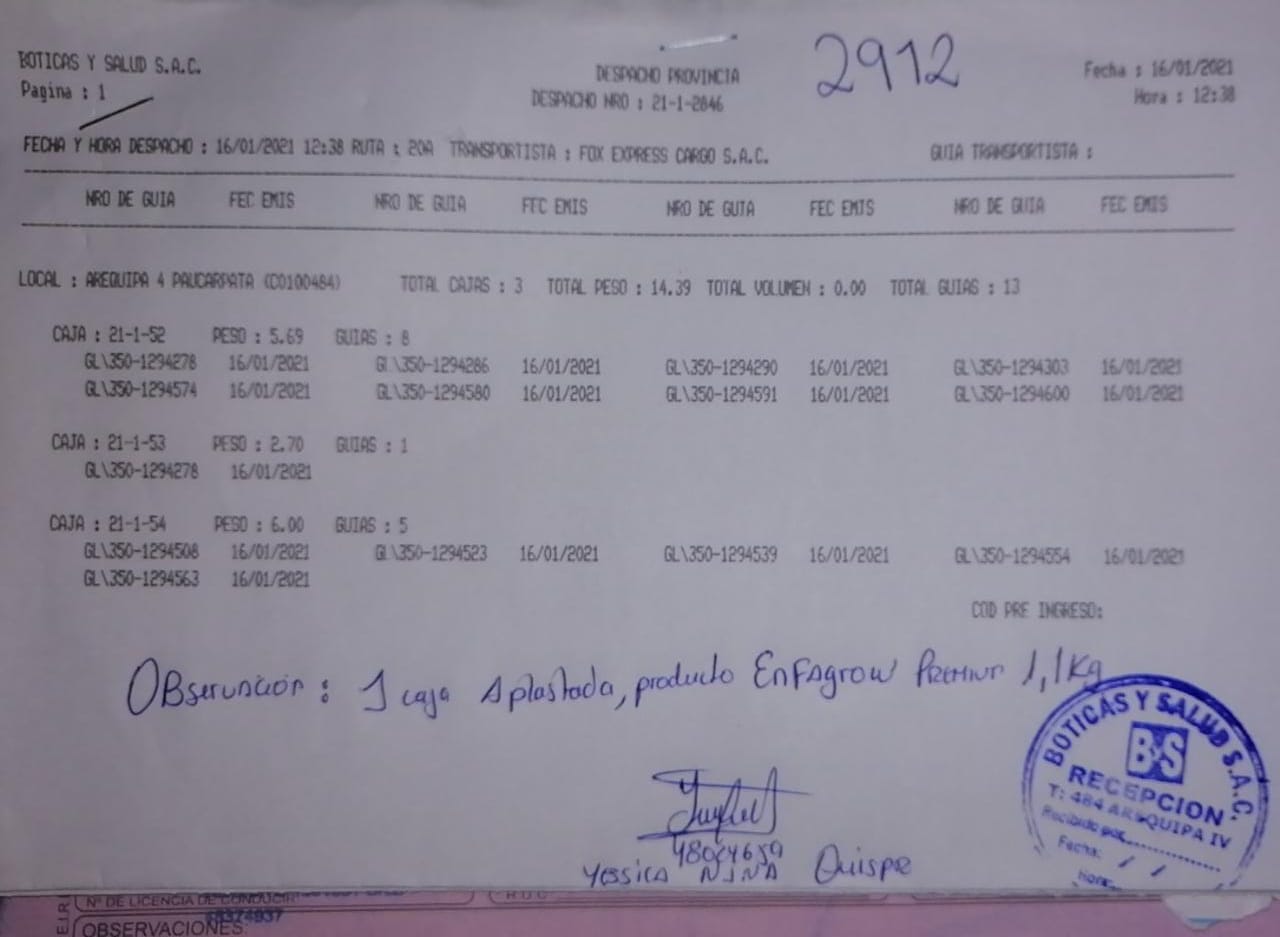 BOTICAS Y SALUD S.A.C.
Pagina : 1
DESPACHO PROVINCIA
DESPACHO NRO : 21-1-2846
2912
Fecha : 16/01/2021
Hora : 12:38
FECHA Y HORA DESPACHO : 16/01/2021 12:38 RUTA : 20A TRANSPORTISTA : FOX EXPRESS CARGO S.A.C. GUIA TRANSPORTISTA :
NRO DE GUIA FEC EMIS NRO DE GUIA FEC EMIS NRO DE GUIA FEC EMIS NRO DE GUIA FEC EMIS
LOCAL : AREQUIPA 4 PAUCARPATA (C0100484) TOTAL CAJAS : 3 TOTAL PESO : 14.39 TOTAL VOLUMEN : 0.00 TOTAL GUIAS : 13
CAJA : 21-1-52 PESO : 5.69 GUIAS : 8
GL\350-1294278 16/01/2021 GL\350-1294286 16/01/2021 GL\350-1294290 16/01/2021 GL\350-1294303 16/01/2021
GL\350-1294574 16/01/2021 GL\350-1294580 16/01/2021 GL\350-1294591 16/01/2021 GL\350-1294600 16/01/2021
CAJA : 21-1-53 PESO : 2.70 GUIAS : 1
GL\350-1294278 16/01/2021
CAJA : 21-1-54 PESO : 6.00 GUIAS : 5
GL\350-1294508 16/01/2021 GL\350-1294523 16/01/2021 GL\350-1294539 16/01/2021 GL\350-1294554 16/01/2021
GL\350-1294563 16/01/2021
COD PRE INGRESO:
Observación : 1 caja Aplastada, producto Enfagrow Premiun 1,1Kg
BOTICAS Y SALUD S.A.C.
B S
RECEPCION
T: 484 AREQUIPA IV
Recibido por
Fecha: / /
Hora:
Yessica NINA Quispe
Nº DE LICENCIA DE CONDUCIR
OBSERVACIONES: